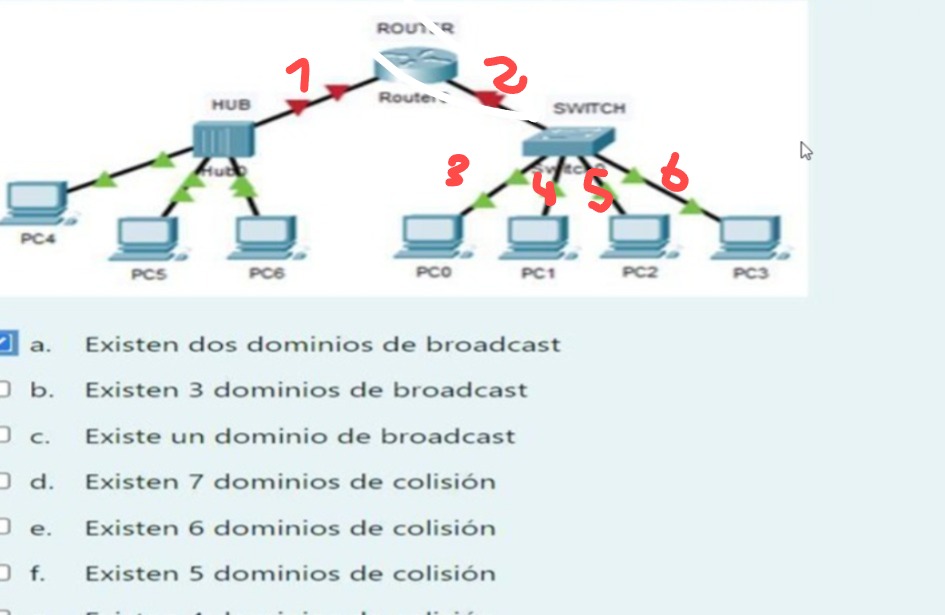 ROUTER
1
2
Router
HUB
SWITCH
Hub0
3
4
5
6
PC4
PC5
PC6
PC0
PC1
PC2
PC3
a. Existen dos dominios de broadcast
b. Existen 3 dominios de broadcast
c. Existe un dominio de broadcast
d. Existen 7 dominios de colisión
e. Existen 6 dominios de colisión
f. Existen 5 dominios de colisión